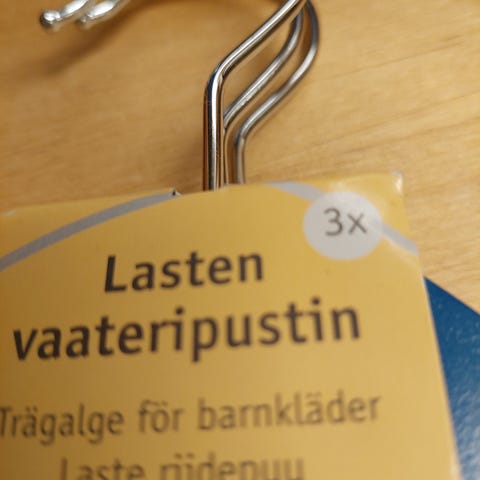 3x
Lasten
vaateripustin
Trägalge för barnkläder
Laste riidepuu